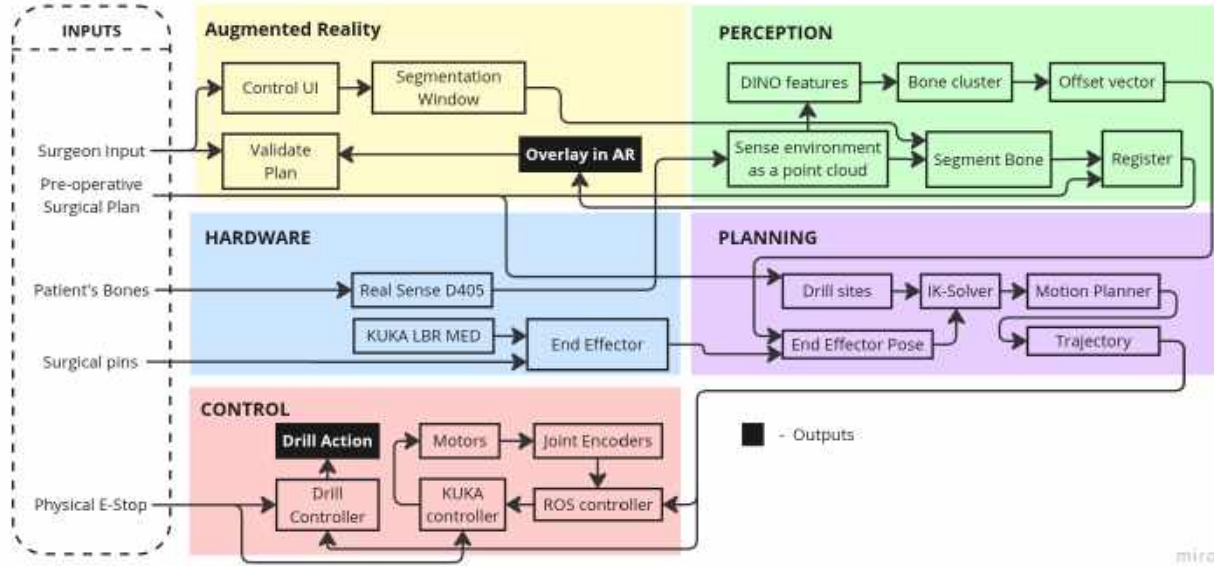 INPUTS
Surgeon Input
Pre-operative
Surgical Plan
Patient's Bones
Surgical pins
Physical E-Stop
Augmented Reality
Control UI
Segmentation
Window
Validate
Plan
Overlay in AR
PERCEPTION
DINO features
Bone cluster
Offset vector
Sense environment
as a point cloud
Segment Bone
Register
HARDWARE
Real Sense D405
KUKA LBR MED
End Effector
PLANNING
Drill sites
IK-Solver
Motion Planner
End Effector Pose
Trajectory
CONTROL
Drill Action
Motors
Joint Encoders
Drill
Controller
KUKA
controller
ROS controller
- Outputs
miro